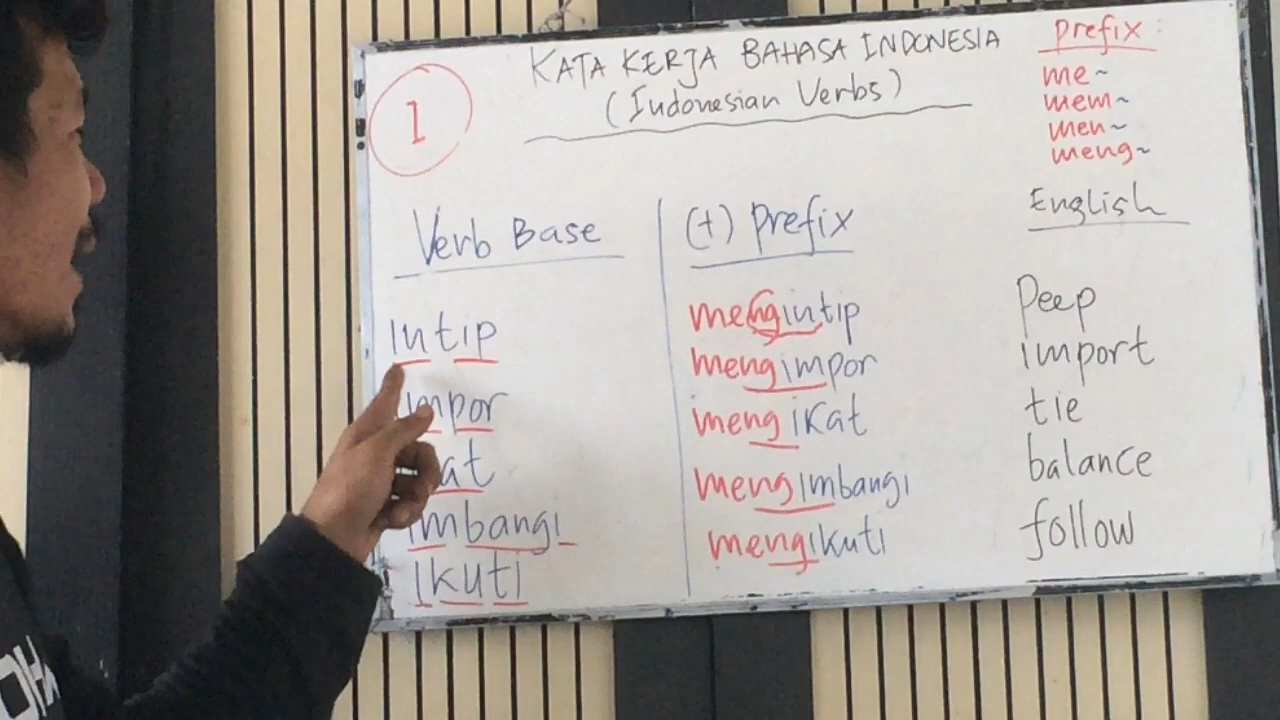 KATA KERJA BAHASA INDONESIA
(Indonesian Verbs)
1
Prefix :
me~
mem~
men~
meng~
Verb Base
(+) Prefix
English
Intip
mengintip
Peep
Impor
mengimpor
import
at
mengikat
tie
Imbangi
mengimbangi
balance
Ikuti
mengikuti
follow